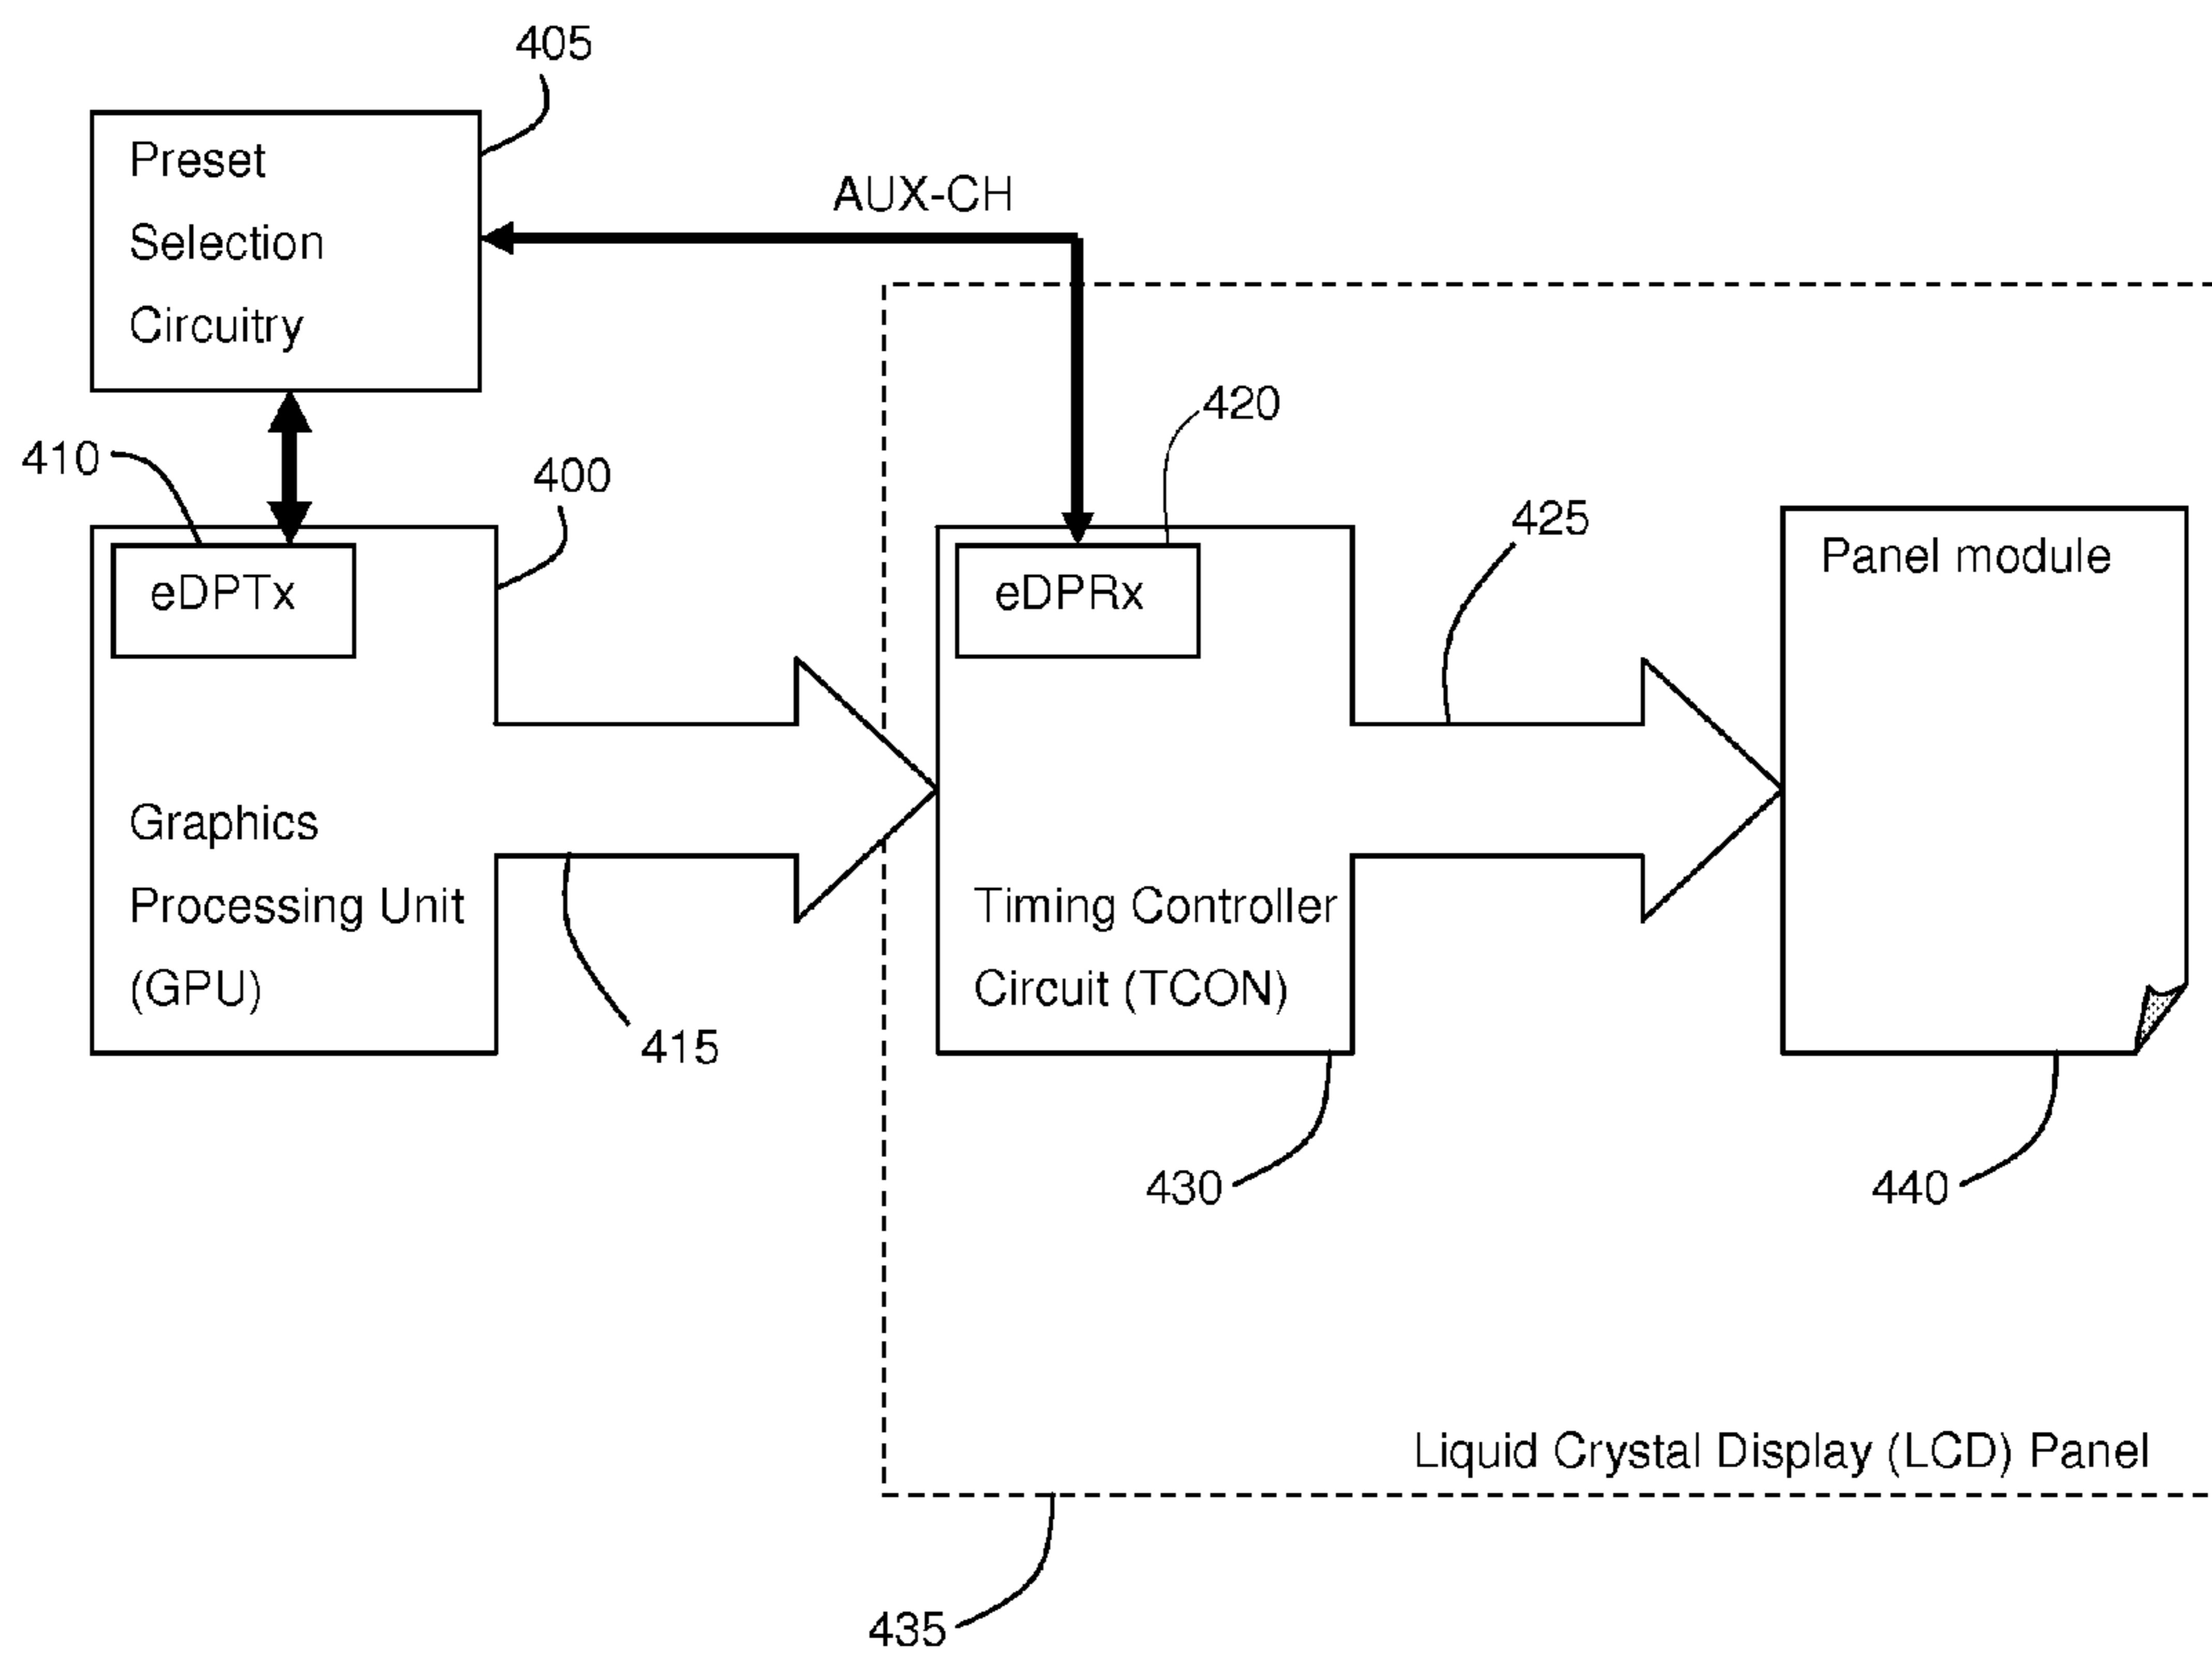 405
Preset
Selection
Circuitry
AUX-CH
410
400
420
425
eDPTx
eDPRx
Panel module
Graphics
Processing Unit
(GPU)
415
Timing Controller
Circuit (TCON)
430
440
Liquid Crystal Display (LCD) Panel
435